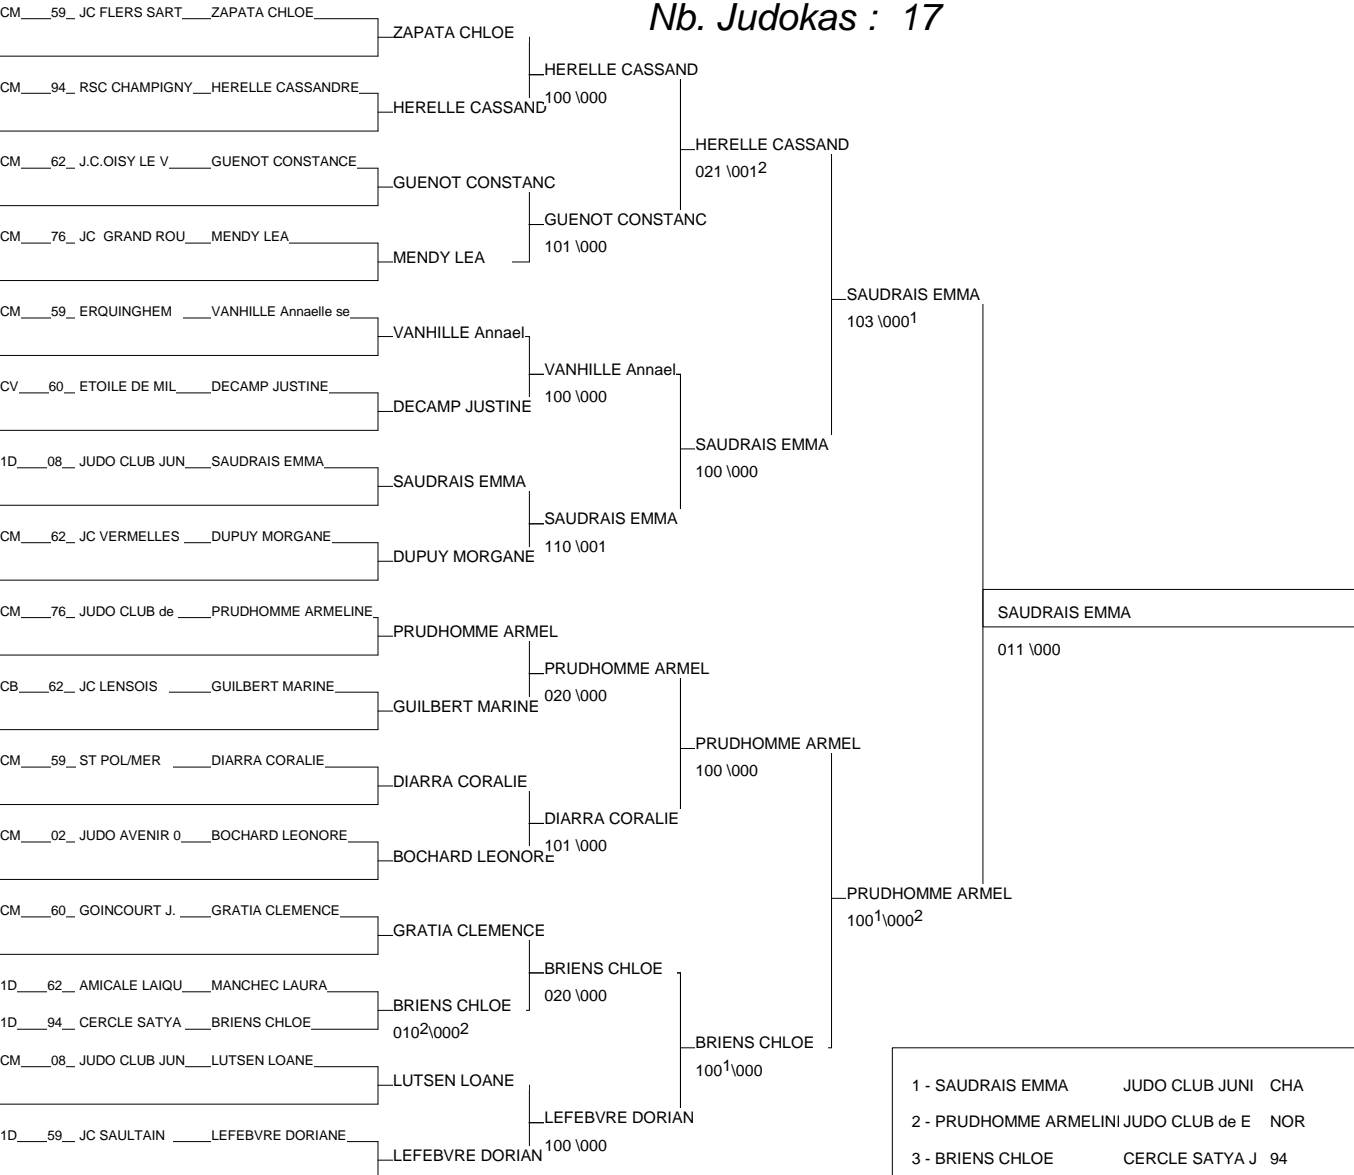 Nb. Judokas : 17
CM 59 JC FLERS SART ZAPATA CHLOE
ZAPATA CHLOE
HERELLE CASSAND
100 \000
CM 94 RSC CHAMPIGNY HERELLE CASSANDRE
HERELLE CASSAND
HERELLE CASSAND
021 \001²
CM 62 J.C.OISY LE V GUENOT CONSTANCE
GUENOT CONSTANC
GUENOT CONSTANC
101 \000
CM 76 JC GRAND ROU MENDY LEA
MENDY LEA
SAUDRAIS EMMA
103 \000¹
CM 59 ERQUINGHEM VANHILLE Annaelle se
VANHILLE Annael
VANHILLE Annael
100 \000
CV 60 ETOILE DE MIL DECAMP JUSTINE
DECAMP JUSTINE
SAUDRAIS EMMA
100 \000
1D 08 JUDO CLUB JUN SAUDRAIS EMMA
SAUDRAIS EMMA
SAUDRAIS EMMA
110 \001
CM 62 JC VERMELLES DUPUY MORGANE
DUPUY MORGANE
SAUDRAIS EMMA
011 \000
CM 76 JUDO CLUB de PRUDHOMME ARMELINE
PRUDHOMME ARMEL
PRUDHOMME ARMEL
020 \000
CB 62 JC LENSOIS GUILBERT MARINE
GUILBERT MARINE
PRUDHOMME ARMEL
100 \000
CM 59 ST POL/MER DIARRA CORALIE
DIARRA CORALIE
DIARRA CORALIE
101 \000
CM 02 JUDO AVENIR 0 BOCHARD LEONORE
BOCHARD LEONORE
PRUDHOMME ARMEL
100¹\000²
CM 60 GOINCOURT J. GRATIA CLEMENCE
GRATIA CLEMENCE
BRIENS CHLOE
020 \000
1D 62 AMICALE LAIQU MANCHEC LAURA
BRIENS CHLOE
010²\000²
1D 94 CERCLE SATYA BRIENS CHLOE
BRIENS CHLOE
100¹\000
CM 08 JUDO CLUB JUN LUTSEN LOANE
LUTSEN LOANE
LEFEBVRE DORIAN
100 \000
1D 59 JC SAULTAIN LEFEBVRE DORIANE
LEFEBVRE DORIAN
1 - SAUDRAIS EMMA JUDO CLUB JUNI CHA
2 - PRUDHOMME ARMELINI JUDO CLUB de E NOR
3 - BRIENS CHLOE CERCLE SATYA J 94